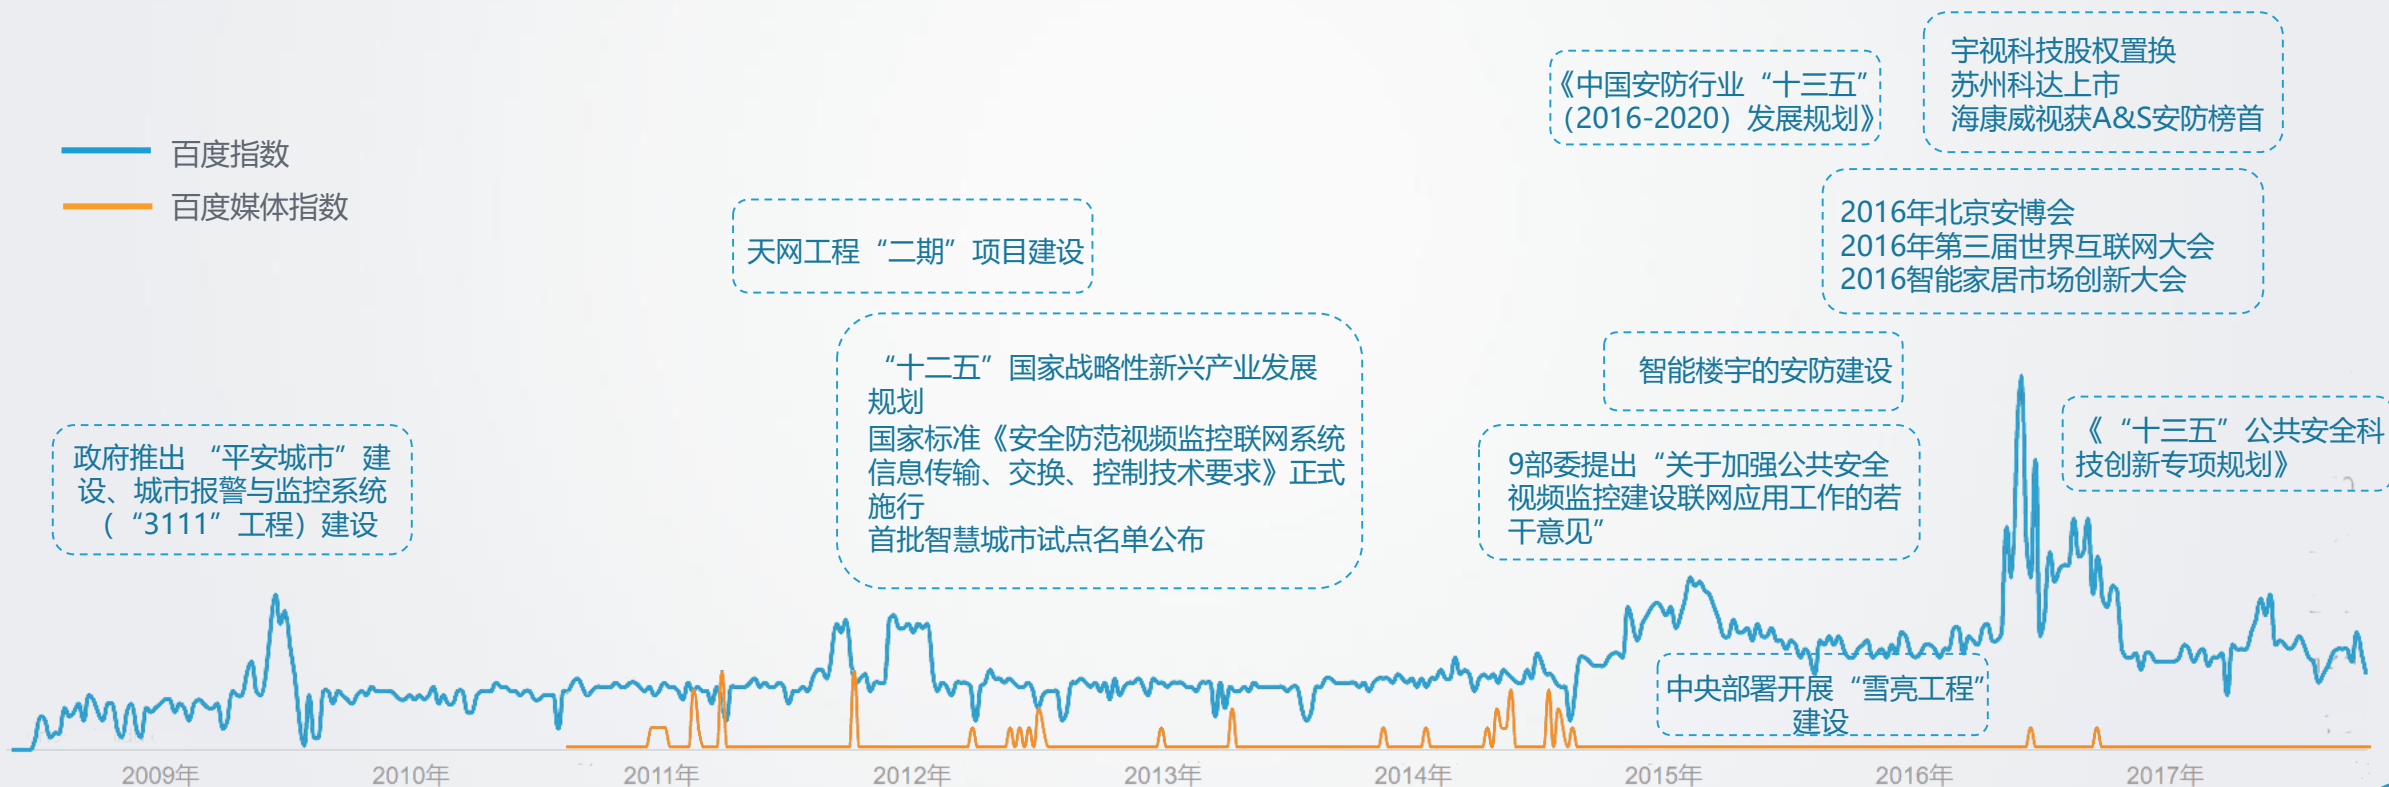 百度指数
百度媒体指数
政府推出 “平安城市” 建
设、城市报警与监控系统
（ “3111” 工程）建设
天网工程 “二期” 项目建设
“十二五” 国家战略性新兴产业发展
规划
国家标准《安全防范视频监控联网系统
信息传输、交换、控制技术要求》正式
施行
首批智慧城市试点名单公布
《中国安防行业 “十三五”
（2016-2020）发展规划》
宇视科技股权置换
苏州科达上市
海康威视获A&S安防榜首
2016年北京安博会
2016年第三届世界互联网大会
2016智能家居市场创新大会
智能楼宇的安防建设
9部委提出 “关于加强公共安全
视频监控建设联网应用工作的若
干意见”
《 “十三五” 公共安全科
技创新专项规划》
中央部署开展 “雪亮工程”
建设
2009年
2010年
2011年
2012年
2013年
2014年
2015年
2016年
2017年